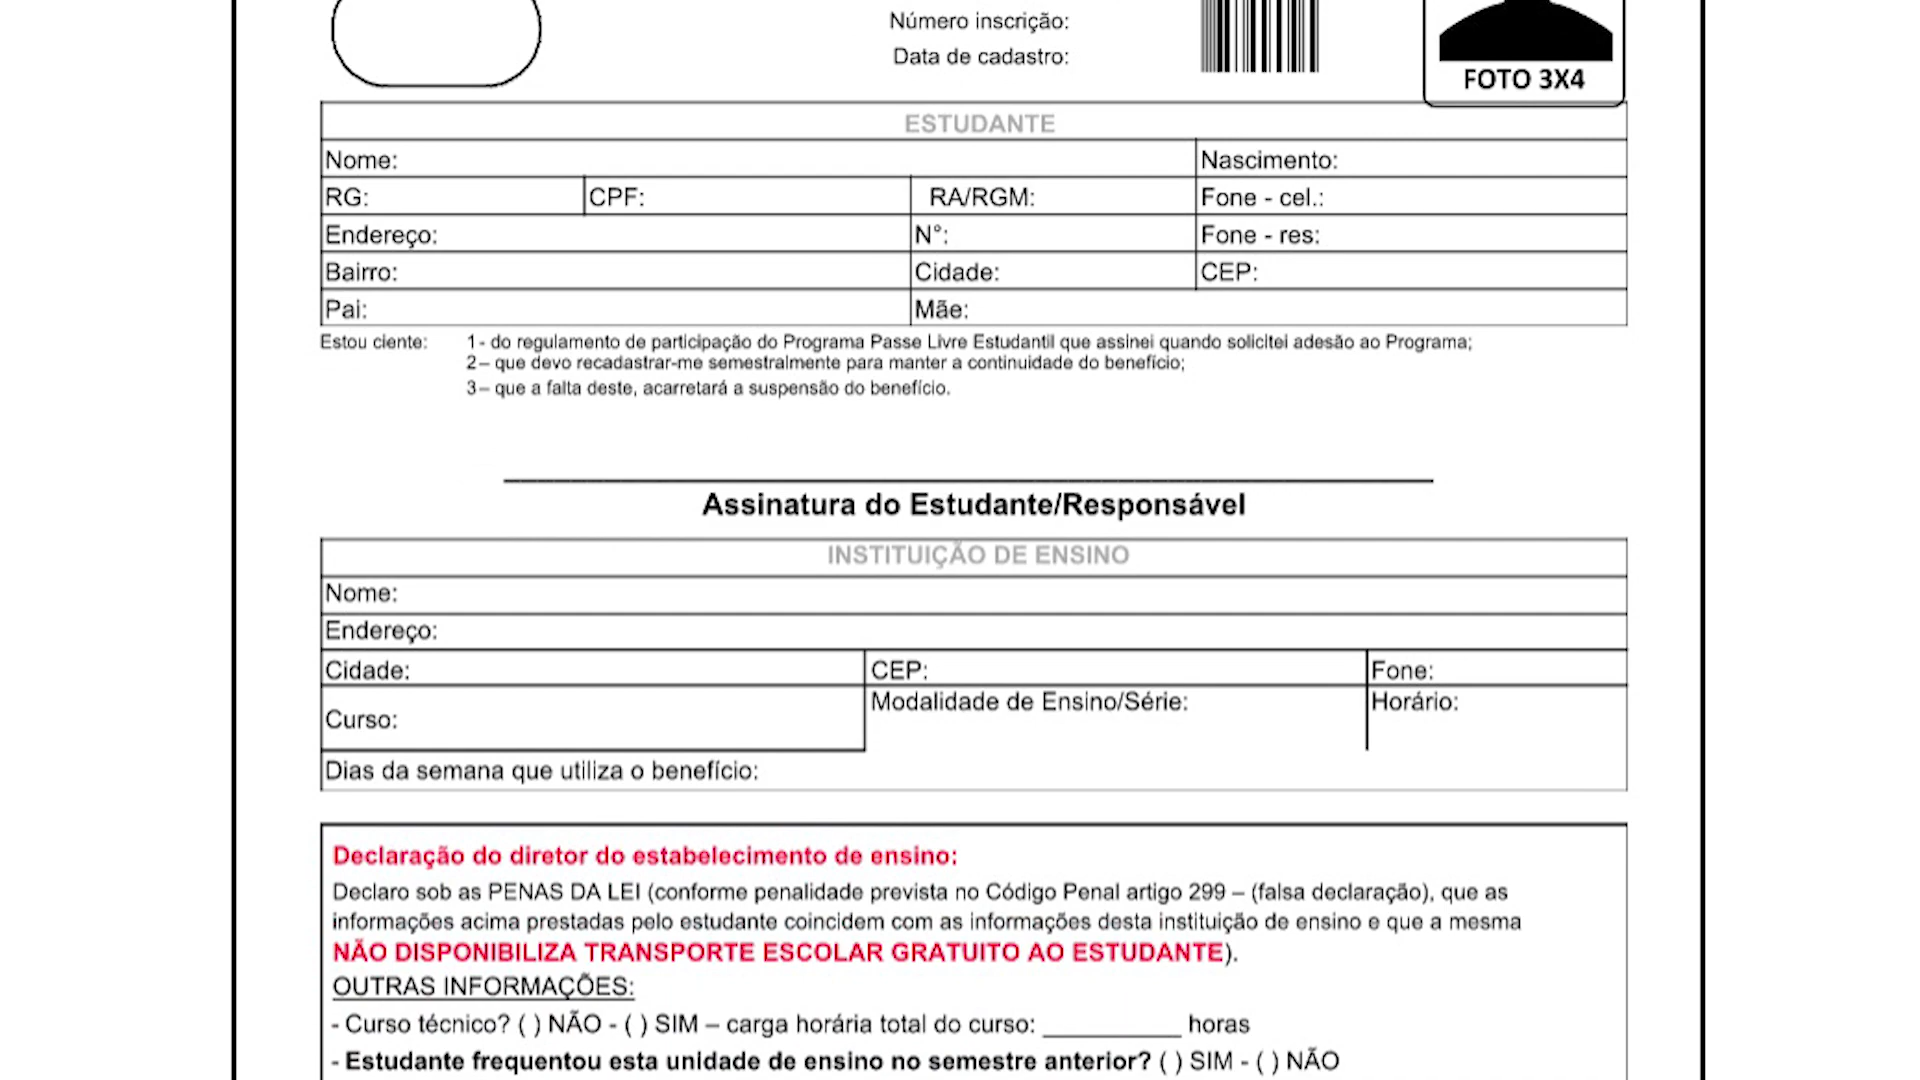 Número inscrição:
Data de cadastro:
FOTO 3X4
ESTUDANTE
Nome: Nascimento:
RG: CPF: RA/RGM: Fone - cel.:
Endereço: N°: Fone - res:
Bairro: Cidade: CEP:
Pai: Mãe:
Estou ciente: 1 - do regulamento de participação do Programa Passe Livre Estudantil que assinei quando solicitei adesão ao Programa;
2 – que devo recadastrar-me semestralmente para manter a continuidade do benefício;
3 – que a falta deste, acarretará a suspensão do benefício.
Assinatura do Estudante/Responsável
INSTITUIÇÃO DE ENSINO
Nome:
Endereço:
Cidade: CEP: Fone:
Curso: Modalidade de Ensino/Série: Horário:
Dias da semana que utiliza o benefício:
Declaração do diretor do estabelecimento de ensino:
Declaro sob as PENAS DA LEI (conforme penalidade prevista no Código Penal artigo 299 – (falsa declaração), que as
informações acima prestadas pelo estudante coincidem com as informações desta instituição de ensino e que a mesma
NÃO DISPONIBILIZA TRANSPORTE ESCOLAR GRATUITO AO ESTUDANTE).
OUTRAS INFORMAÇÕES:
- Curso técnico? ( ) NÃO - ( ) SIM – carga horária total do curso: __________ horas
- Estudante frequentou esta unidade de ensino no semestre anterior? ( ) SIM - ( ) NÃO